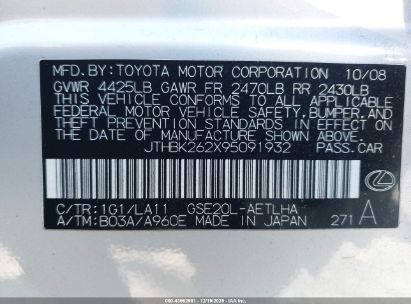 MFD. BY: TOYOTA MOTOR CORPORATION 10/08
GVWR 4425LB GAWR FR 2470LB RR 2430LB
THIS VEHICLE CONFORMS TO ALL APPLICABLE
FEDERAL MOTOR VEHICLE SAFETY,BUMPER,AND
THEFT PREVENTION STANDARDS IN EFFECT ON
THE DATE OF MANUFACTURE SHOWN ABOVE.
JTHBK262X95091932 PASS.CAR
C/TR:1G1/LA11 GSE20L-AETLHA
A/TM:B03A/A960E MADE IN JAPAN 271 A